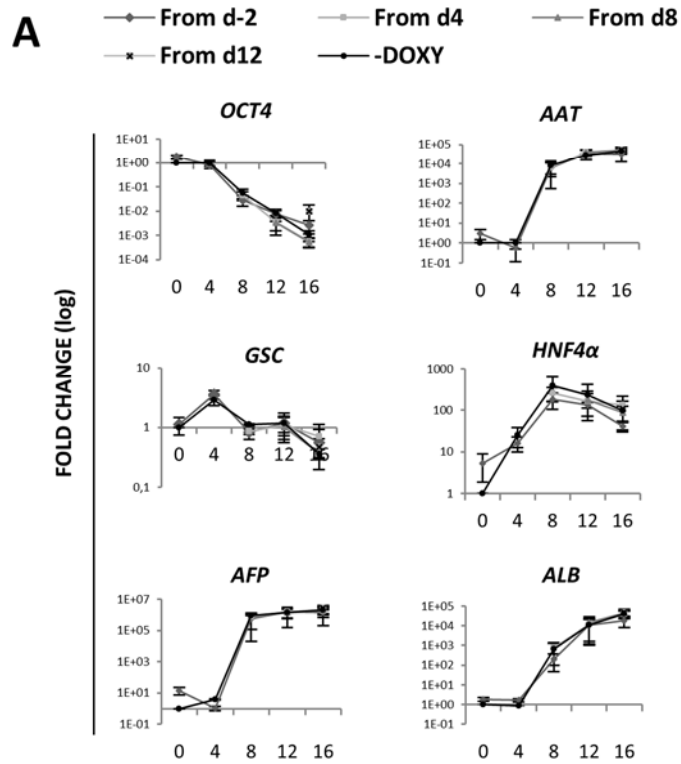 A
From d-2 From d4 From d8
From d12 -DOXY
FOLD CHANGE (log)
OCT4
1E+01
1E+00
1E-01
1E-02
1E-03
1E-04
0 4 8 12 16
AAT
1E+05
1E+04
1E+03
1E+02
1E+01
1E+00
1E-01
0 4 8 12 16
GSC
10
1
0,1
0 4 8 12 16
HNF4α
1000
100
10
1
0 4 8 12 16
AFP
1E+07
1E+05
1E+03
1E+01
1E-01
0 4 8 12 16
ALB
1E+05
1E+04
1E+03
1E+02
1E+01
1E+00
1E-01
0 4 8 12 16